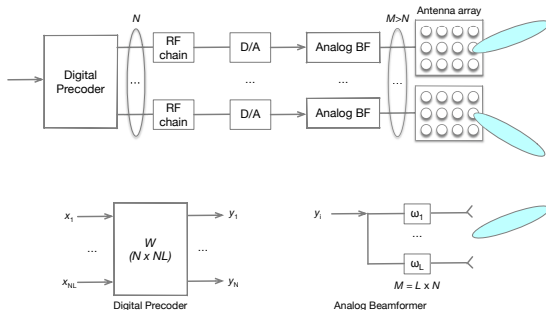 N
M>N
Antenna array
Digital
Precoder
...
RF
chain
D/A
Analog BF
...
...
...
...
RF
chain
D/A
Analog BF
x1
...
xNL
W
(N x NL)
y1
...
yN
Digital Precoder
yi
ω1
...
ωL
M = L x N
Analog Beamformer